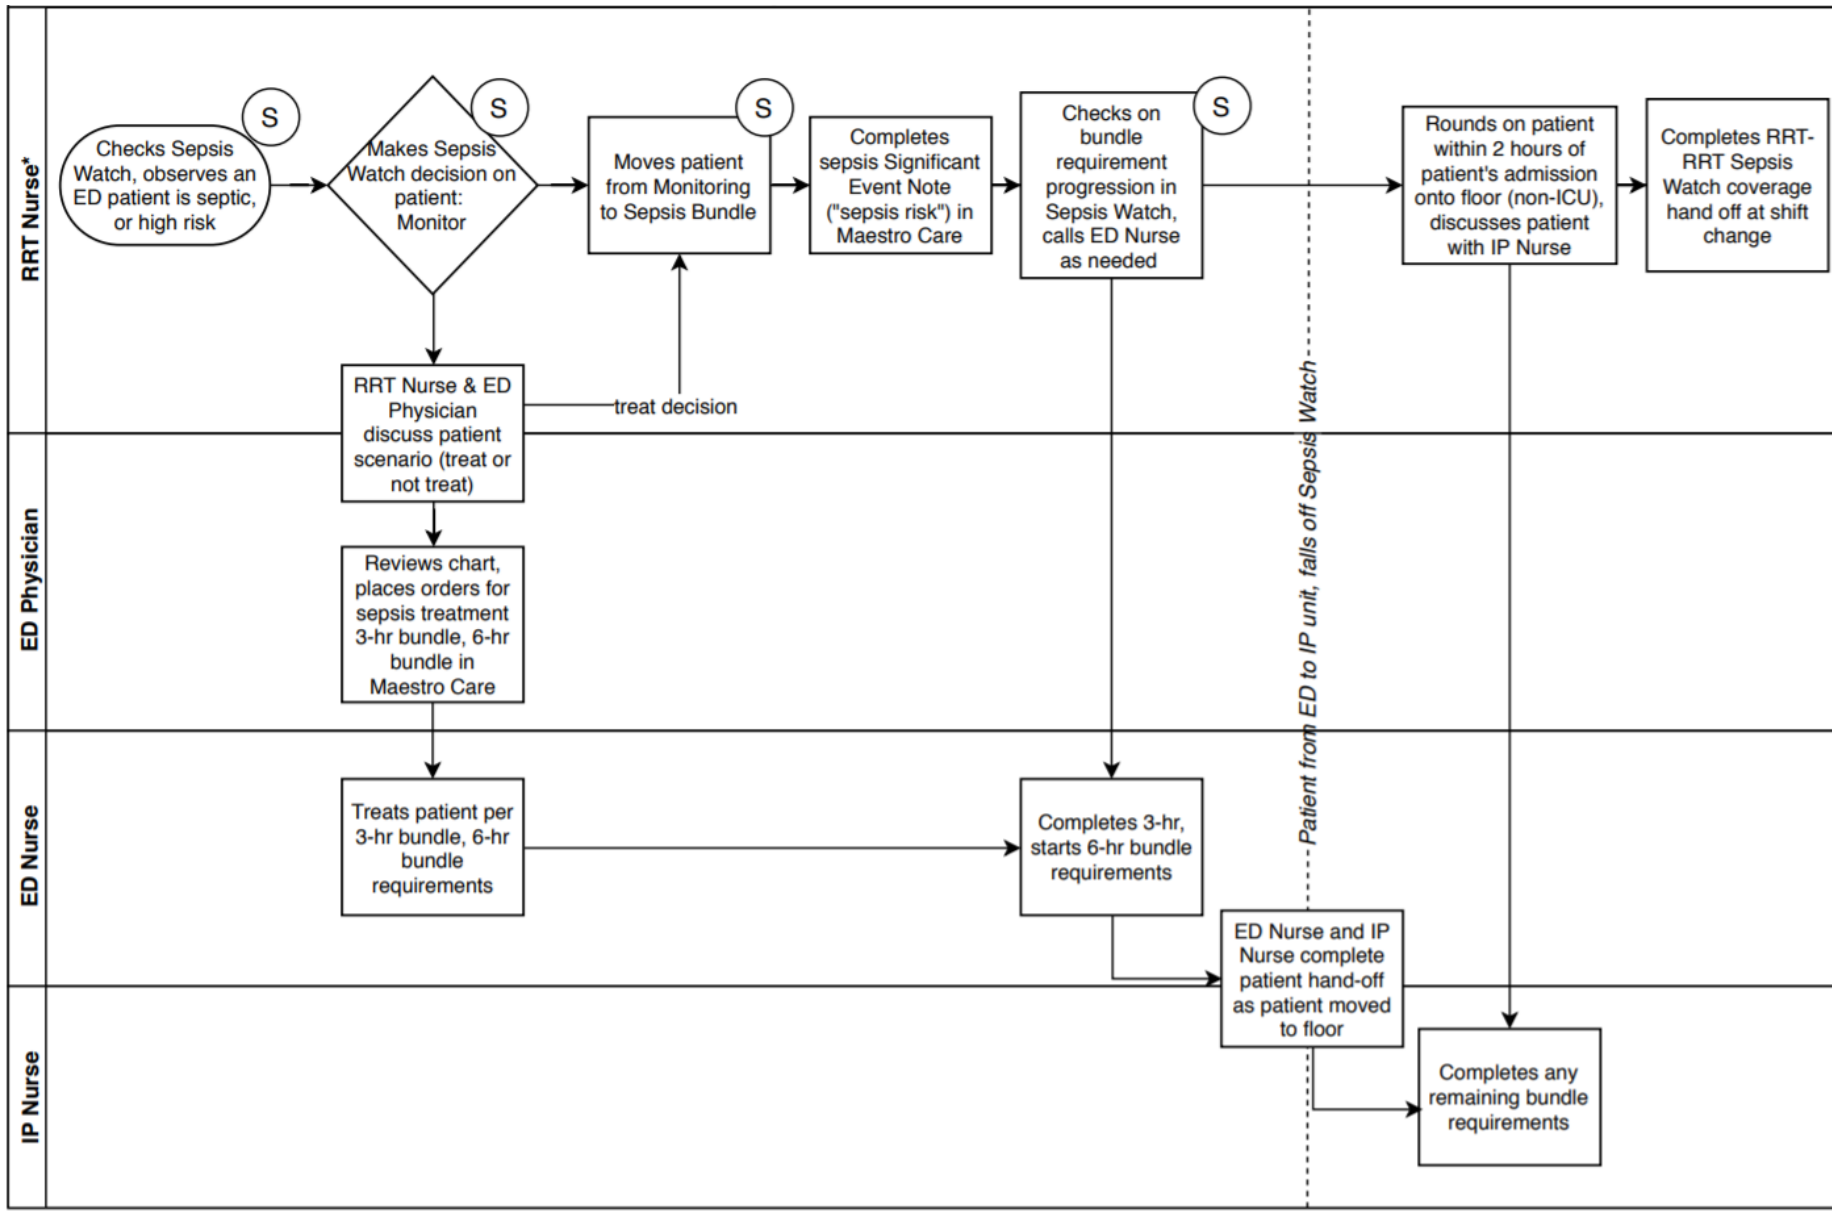 RRT Nurse*
Checks Sepsis
Watch, observes an
ED patient is septic,
or high risk
S
Makes Sepsis
Watch decision on
patient:
Monitor
S
Moves patient
from Monitoring
to Sepsis Bundle
S
Completes
sepsis Significant
Event Note
("sepsis risk") in
Maestro Care
Checks on
bundle
requirement
progression in
Sepsis Watch,
calls ED Nurse
as needed
S
Rounds on patient
within 2 hours of
patient's admission
onto floor (non-ICU),
discusses patient
with IP Nurse
Completes RRT-
RRT Sepsis
Watch coverage
hand off at shift
change
RRT Nurse & ED
Physician
discuss patient
scenario (treat or
not treat)
treat decision
Patient from ED to IP unit, falls off Sepsis Watch
ED Physician
Reviews chart,
places orders for
sepsis treatment
3-hr bundle, 6-hr
bundle in
Maestro Care
ED Nurse
Treats patient per
3-hr bundle, 6-hr
bundle
requirements
Completes 3-hr,
starts 6-hr bundle
requirements
ED Nurse and IP
Nurse complete
patient hand-off
as patient moved
to floor
IP Nurse
Completes any
remaining bundle
requirements